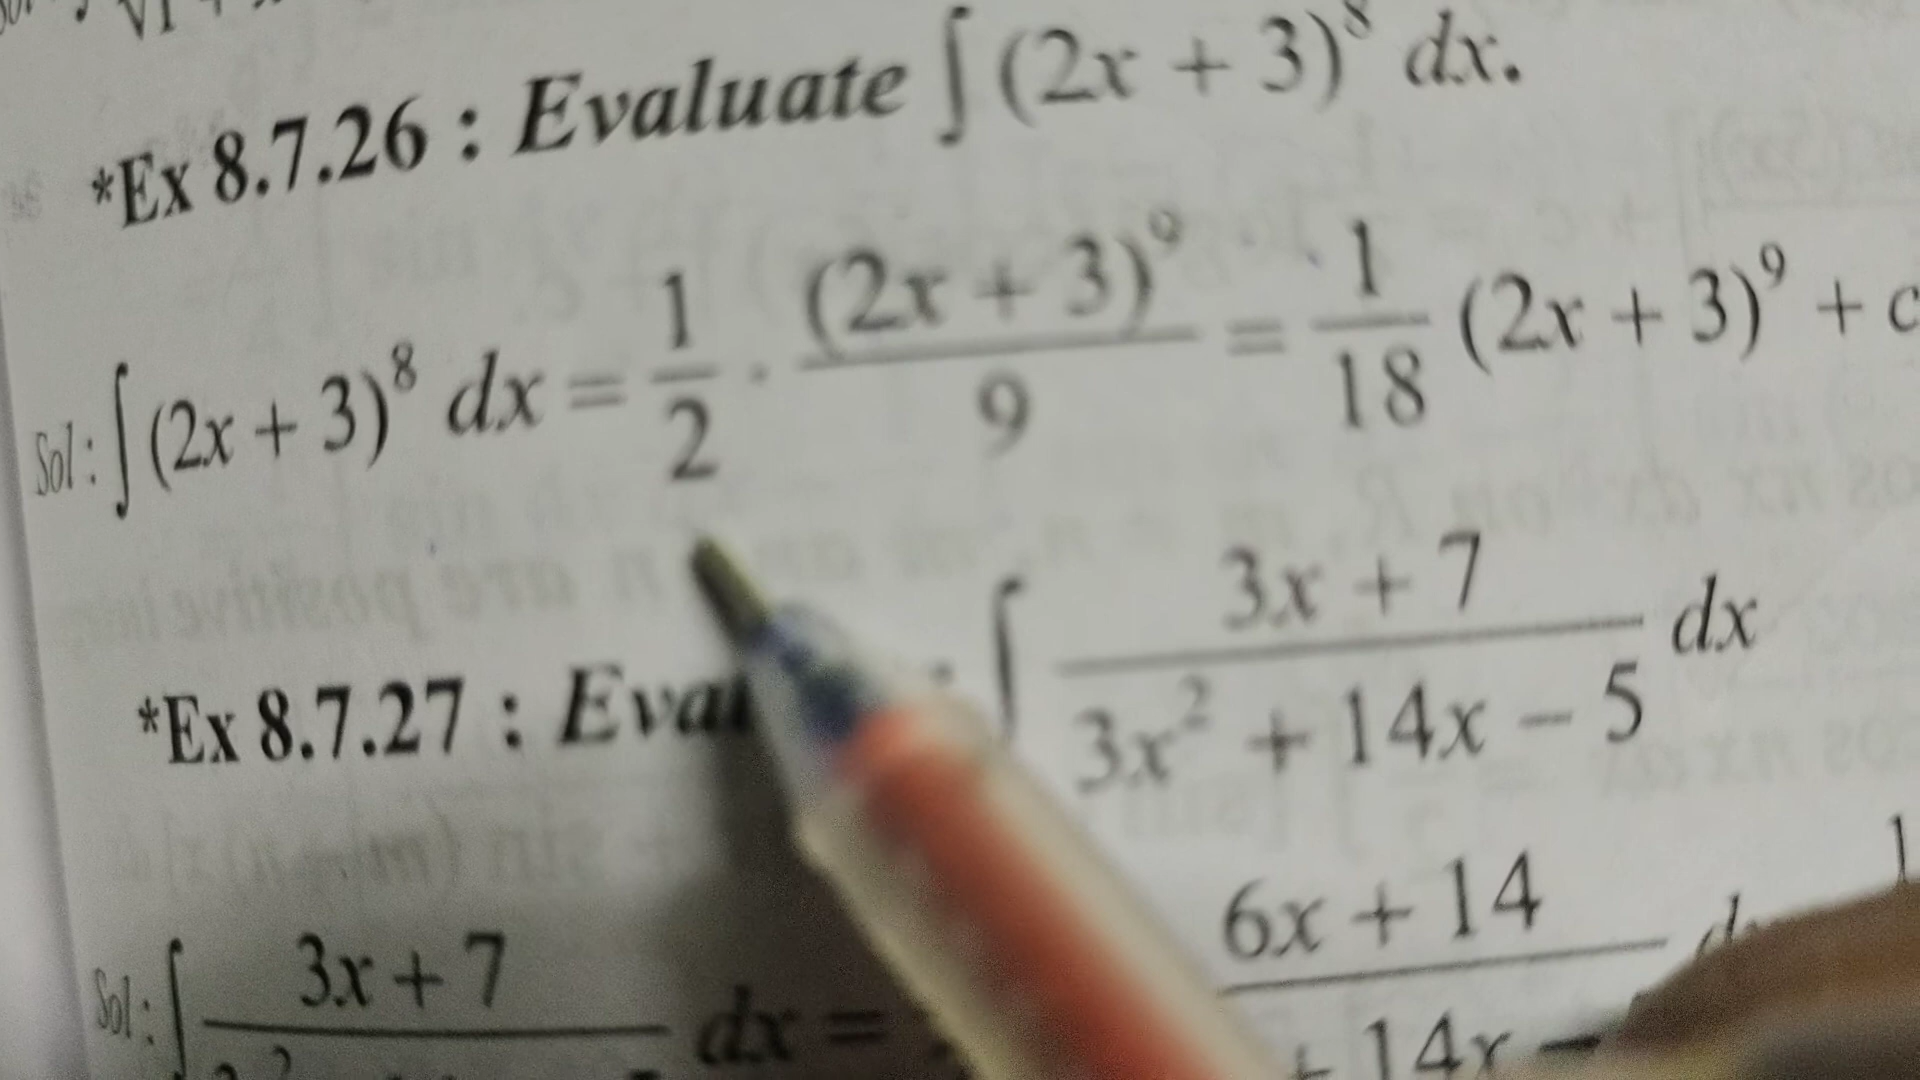 *Ex 8.7.26 : Evaluate ∫ (2x + 3)⁸ dx.
Sol: ∫ (2x + 3)⁸ dx = 1/2 · (2x + 3)⁹/9 = 1/18 (2x + 3)⁹ + c
*Ex 8.7.27 : Eval ∫ (3x + 7)/(3x² + 14x − 5) dx
Sol: ∫ 3x + 7 dx = 6x + 14
+ 14x −